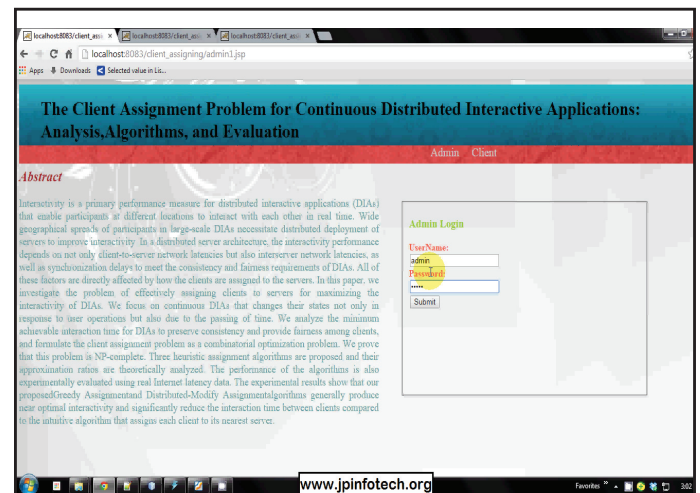 localhost:8083/client_assi
localhost:8083/client_assi
localhost:8083/client_assi
localhost:8083/client_assigning/admin1.jsp
Apps Downloads Selected value in Lis...
The Client Assignment Problem for Continuous Distributed Interactive Applications:
Analysis,Algorithms, and Evaluation
Admin Client
Abstract
Interactivity is a primary performance measure for distributed interactive applications (DIAs)
that enable participants at different locations to interact with each other in real time. Wide
geographical spreads of participants in large-scale DIAs necessitate distributed deployment of
servers to improve interactivity. In a distributed server architecture, the interactivity performance
depends on not only client-to-server network latencies but also interserver network latencies, as
well as synchronization delays to meet the consistency and fairness requirements of DIAs. All of
these factors are directly affected by how the clients are assigned to the servers. In this paper, we
investigate the problem of effectively assigning clients to servers for maximizing the
interactivity of DIAs. We focus on continuous DIAs that changes their states not only in
response to user operations but also due to the passing of time. We analyze the minimum
achievable interaction time for DIAs to preserve consistency and provide fairness among clients,
and formulate the client assignment problem as a combinatorial optimization problem. We prove
that this problem is NP-complete. Three heuristic assignment algorithms are proposed and their
approximation ratios are theoretically analyzed. The performance of the algorithms is also
experimentally evaluated using real Internet latency data. The experimental results show that our
proposedGreedy Assignmentand Distributed-Modify Assignmentalgorithms generally produce
near optimal interactivity and significantly reduce the interaction time between clients compared
to the intuitive algorithm that assigns each client to its nearest server.
Admin Login
UserName:
admin
Password:
•••••
Submit
www.jpinfotech.org
Favorites »
3:02